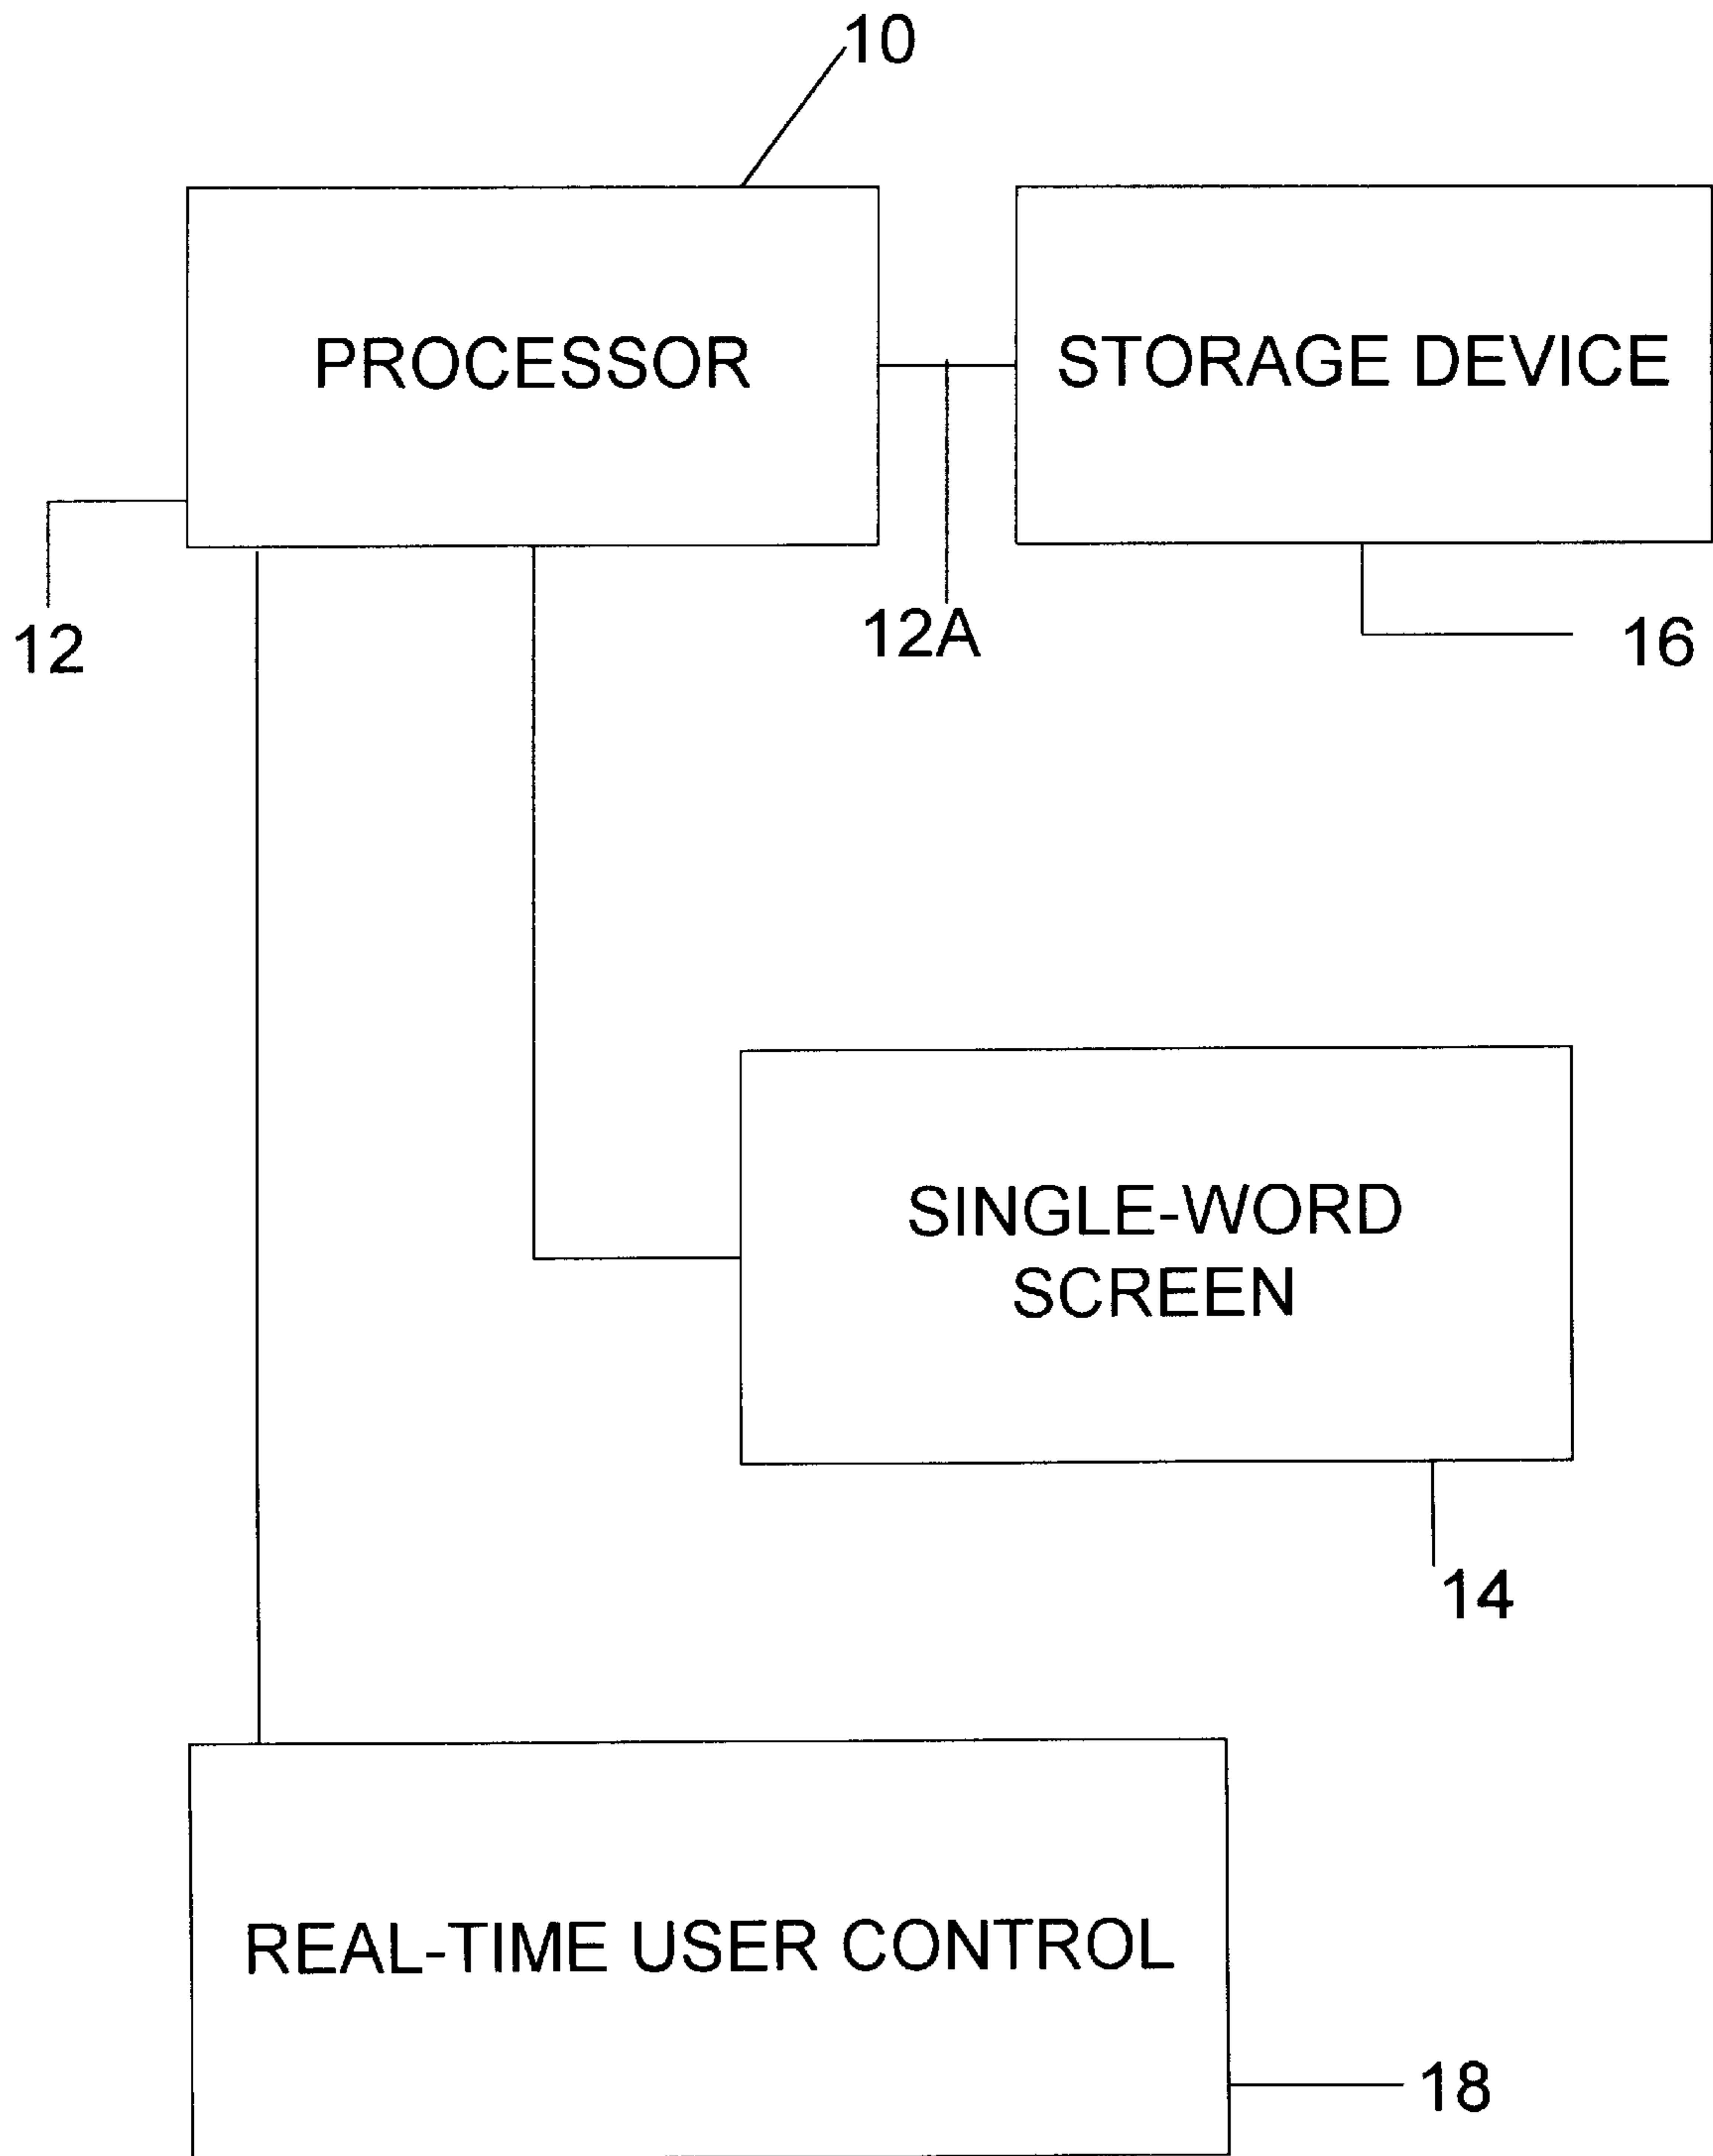 10
PROCESSOR
STORAGE DEVICE
12
12A
16
SINGLE-WORD
SCREEN
14
REAL-TIME USER CONTROL
18